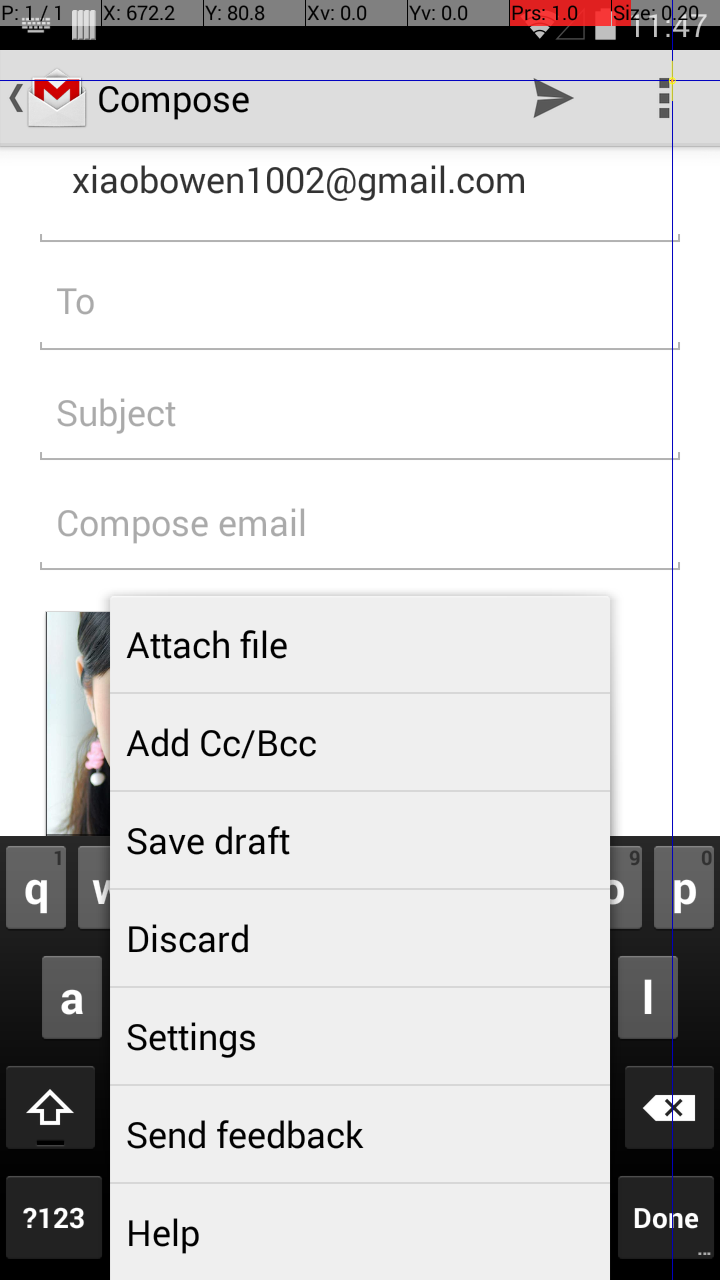 P: 1 / 1 X: 672.2 Y: 80.8 Xv: 0.0 Yv: 0.0 Prs: 1.0 Size: 0.20
11:47
Compose
xiaobowen1002@gmail.com
To
Subject
Compose email
Attach file
Add Cc/Bcc
Save draft
Discard
Settings
Send feedback
Help
1 9 0
q w o p
a l
?123 Done
...